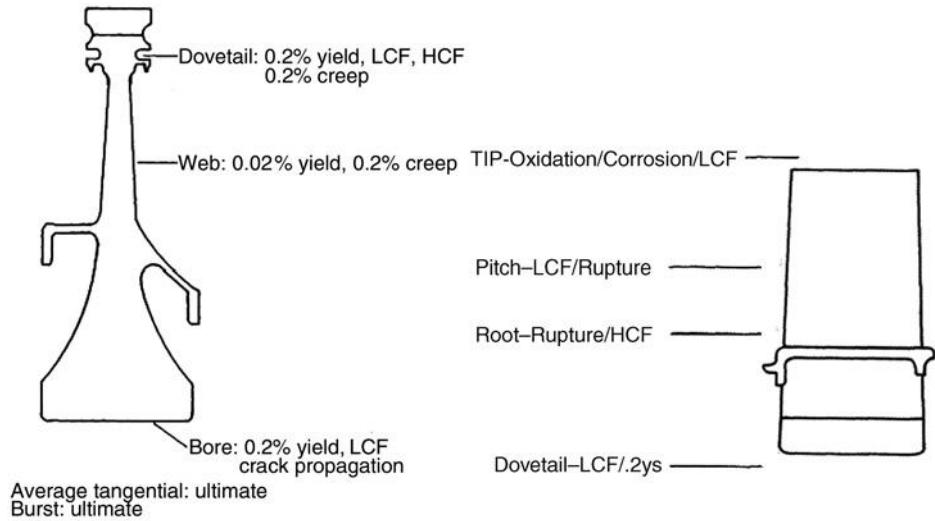 Dovetail: 0.2% yield, LCF, HCF
0.2% creep
Web: 0.02% yield, 0.2% creep
Bore: 0.2% yield, LCF
crack propagation
Average tangential: ultimate
Burst: ultimate
TIP-Oxidation/Corrosion/LCF
Pitch–LCF/Rupture
Root–Rupture/HCF
Dovetail–LCF/.2ys